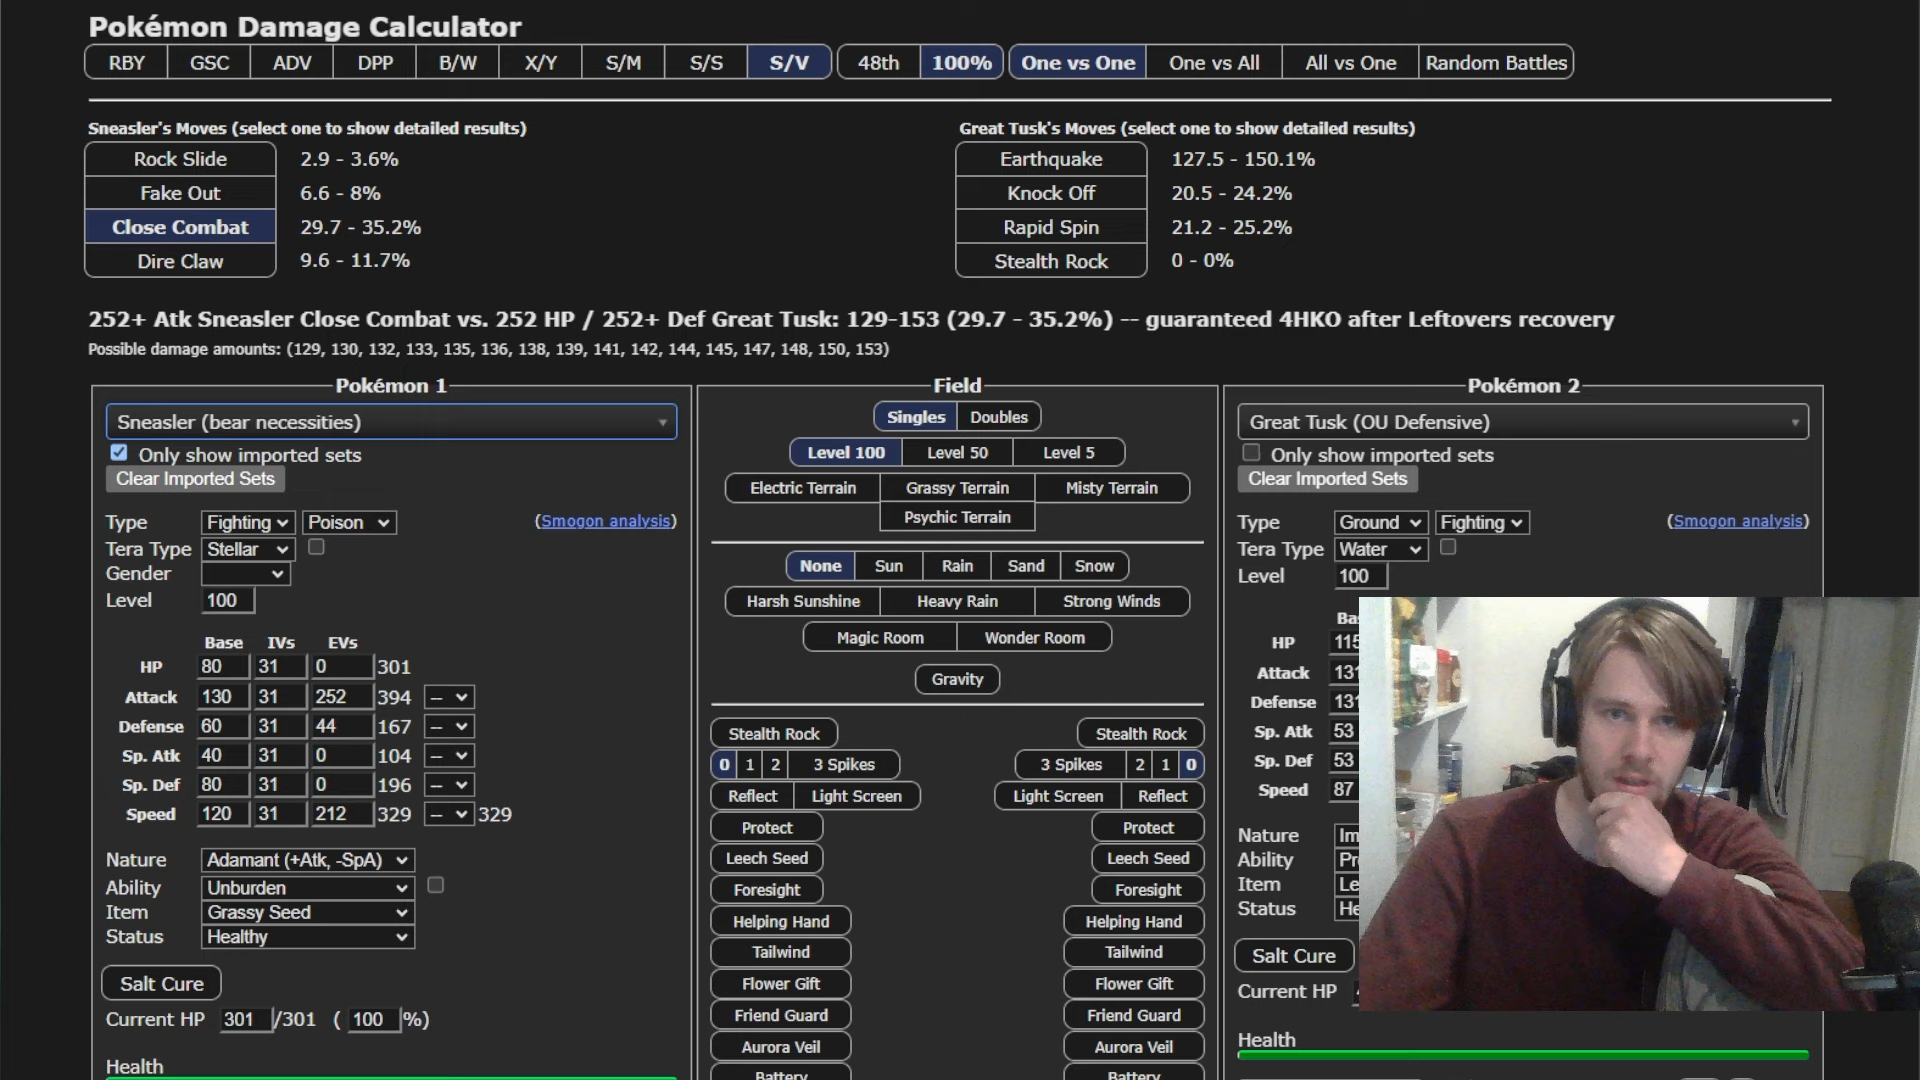 Pokémon Damage Calculator
RBY GSC ADV DPP B/W X/Y S/M S/S S/V 48th 100% One vs One One vs All All vs One Random Battles
Sneasler's Moves (select one to show detailed results)
Rock Slide 2.9 - 3.6%
Fake Out 6.6 - 8%
Close Combat 29.7 - 35.2%
Dire Claw 9.6 - 11.7%
Great Tusk's Moves (select one to show detailed results)
Earthquake 127.5 - 150.1%
Knock Off 20.5 - 24.2%
Rapid Spin 21.2 - 25.2%
Stealth Rock 0 - 0%
252+ Atk Sneasler Close Combat vs. 252 HP / 252+ Def Great Tusk: 129-153 (29.7 - 35.2%) -- guaranteed 4HKO after Leftovers recovery
Possible damage amounts: (129, 130, 132, 133, 135, 136, 138, 139, 141, 142, 144, 145, 147, 148, 150, 153)
Pokémon 1
Sneasler (bear necessities)
Only show imported sets
Clear Imported Sets
Type Fighting Poison (Smogon analysis)
Tera Type Stellar
Gender
Level 100
Base IVs EVs
HP 80 31 0 301
Attack 130 31 252 394 --
Defense 60 31 44 167 --
Sp. Atk 40 31 0 104 --
Sp. Def 80 31 0 196 --
Speed 120 31 212 329 -- 329
Nature Adamant (+Atk, -SpA)
Ability Unburden
Item Grassy Seed
Status Healthy
Salt Cure
Current HP 301/301 ( 100 %)
Health
Field
Singles Doubles
Level 100 Level 50 Level 5
Electric Terrain Grassy Terrain Misty Terrain
Psychic Terrain
None Sun Rain Sand Snow
Harsh Sunshine Heavy Rain Strong Winds
Magic Room Wonder Room
Gravity
Stealth Rock Stealth Rock
0 1 2 3 Spikes 3 Spikes 2 1 0
Reflect Light Screen Light Screen Reflect
Protect Protect
Leech Seed Leech Seed
Foresight Foresight
Helping Hand Helping Hand
Tailwind Tailwind
Flower Gift Flower Gift
Friend Guard Friend Guard
Aurora Veil Aurora Veil
Battery Battery
Pokémon 2
Great Tusk (OU Defensive)
Only show imported sets
Clear Imported Sets
Type Ground Fighting (Smogon analysis)
Tera Type Water
Level 100
Ba
HP 115
Attack 131
Defense 131
Sp. Atk 53
Sp. Def 53
Speed 87
Nature Im
Ability Pr
Item Le
Status He
Salt Cure
Current HP
Health